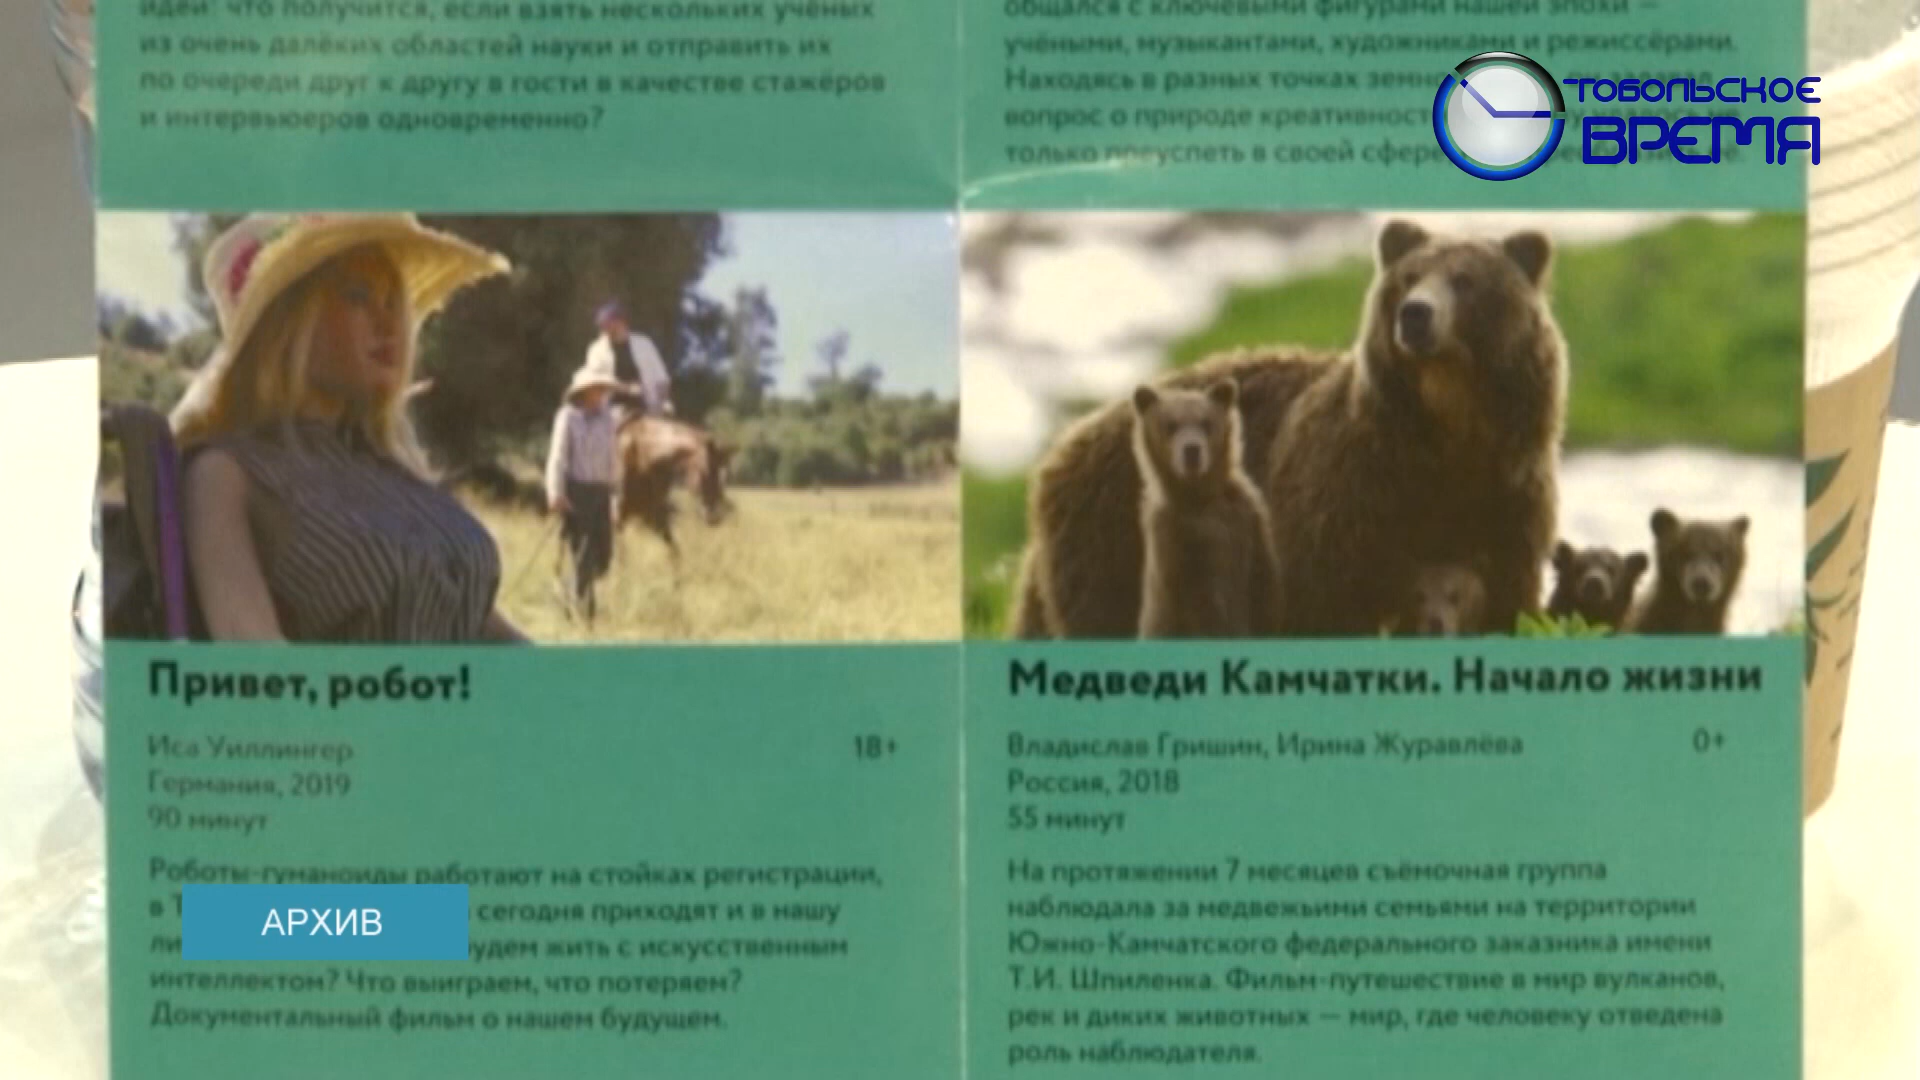 идеи: что получится, если взять нескольких учёных
из очень далёких областей науки и отправить их
по очереди друг к другу в гости в качестве стажёров
и интервьюеров одновременно?
общался с ключевыми фигурами нашей эпохи —
учёными, музыкантами, художниками и режиссёрами.
Находясь в разных точках
вопрос о природе
только преуспеть в своей сфере
ТОБОЛЬСКОЕ
ВРЕМЯ
Привет, робот!
Иса Уиллингер 18+
Германия, 2019
90 минут
Роботы-гуманоиды работают на стойках регистрации,
в сегодня приходят и в нашу
жить с искусственным
интеллектом? Что выиграем, что потеряем?
Документальный фильм о нашем будущем.
АРХИВ
Медведи Камчатки. Начало жизни
Владислав Гришин, Ирина Журавлёва 0+
Россия, 2018
55 минут
На протяжении 7 месяцев съёмочная группа
наблюдала за медвежьими семьями на территории
Южно-Камчатского федерального заказника имени
Т.И. Шпиленка. Фильм-путешествие в мир вулканов,
рек и диких животных — мир, где человеку отведена
роль наблюдателя.